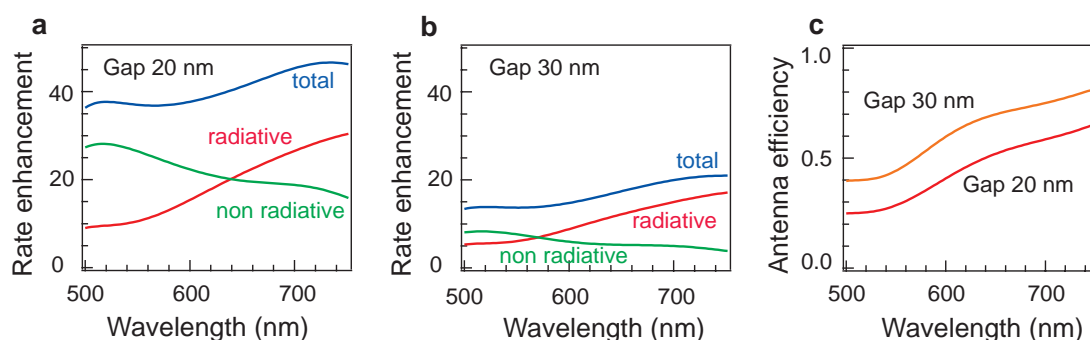 a
Gap 20 nm
total
radiative
non radiative
Rate enhancement
0
20
40
500
600
700
Wavelength (nm)
b
Gap 30 nm
total
radiative
non radiative
Rate enhancement
0
20
40
500
600
700
Wavelength (nm)
c
Gap 30 nm
Gap 20 nm
Antenna efficiency
1.0
0.5
0.0
500
600
700
Wavelength (nm)